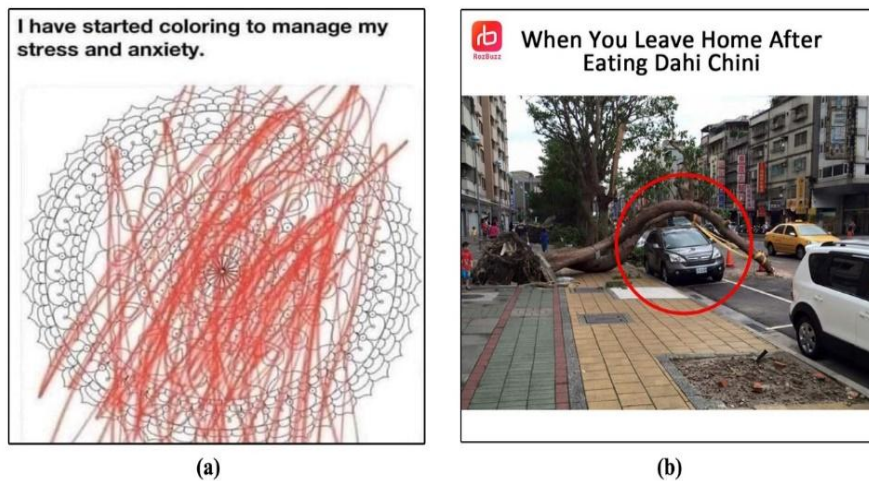 I have started coloring to manage my
stress and anxiety.
RozBuzz
When You Leave Home After
Eating Dahi Chini
(a)
(b)